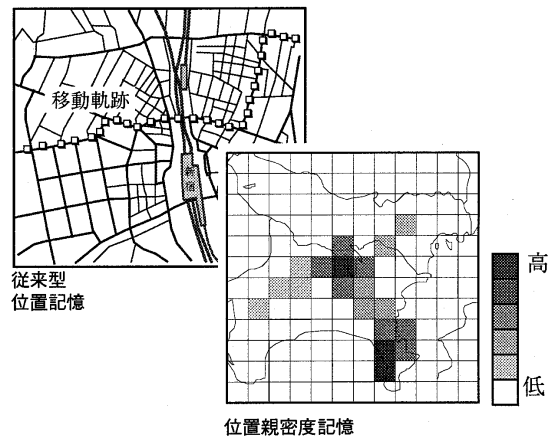 移動軌跡
新宿
従来型
位置記憶
高
低
位置親密度記憶